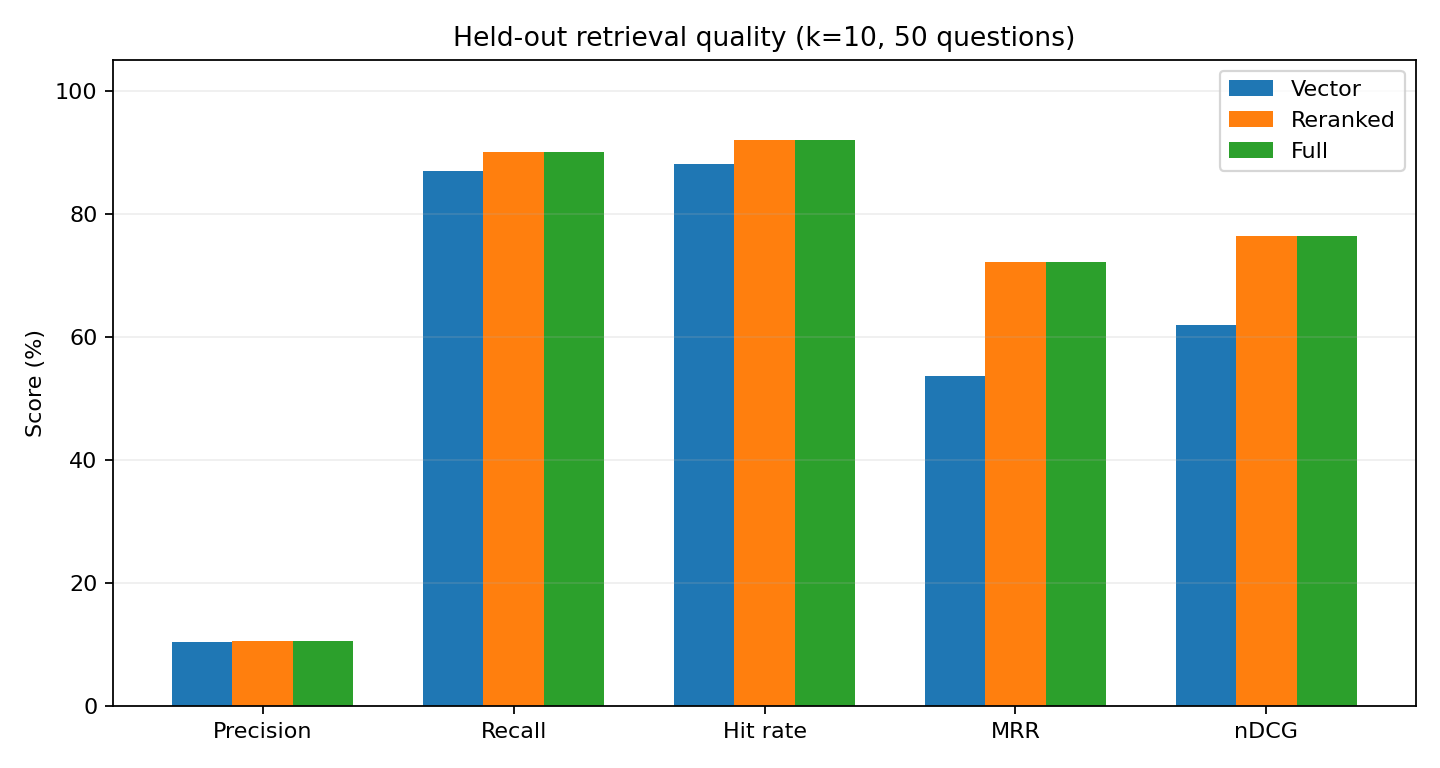 Held-out retrieval quality (k=10, 50 questions)
Vector
Reranked
Full
Score (%)
100
80
60
40
20
0
Precision
Recall
Hit rate
MRR
nDCG